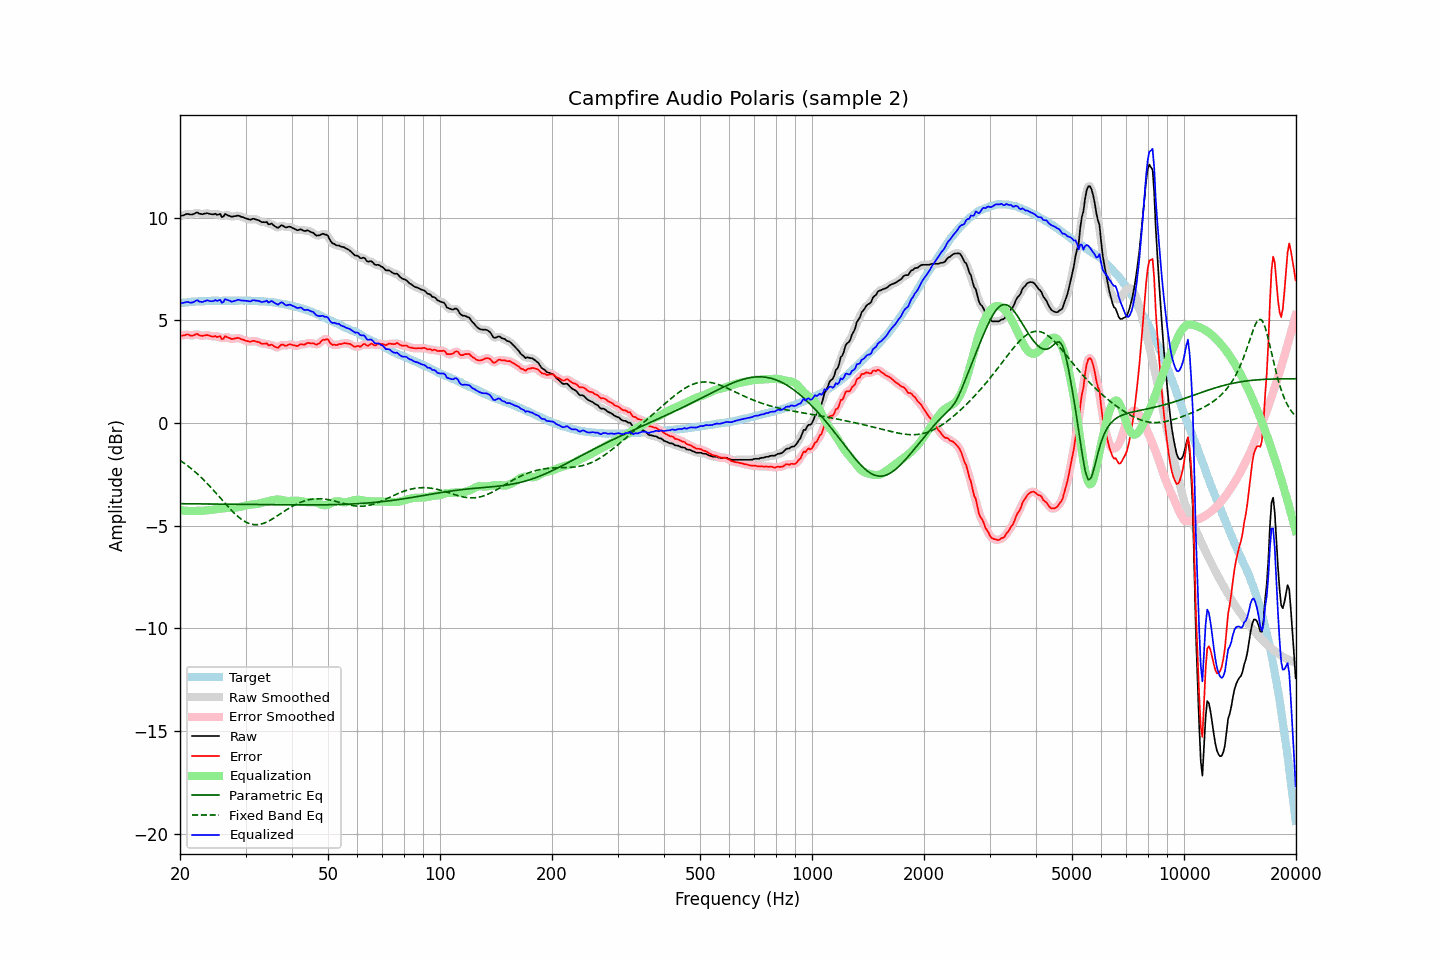 Campfire Audio Polaris (sample 2)
Amplitude (dBr)
10
5
0
−5
−10
−15
−20
Target
Raw Smoothed
Error Smoothed
Raw
Error
Equalization
Parametric Eq
Fixed Band Eq
Equalized
20 50 100 200 500 1000 2000 5000 10000 20000
Frequency (Hz)